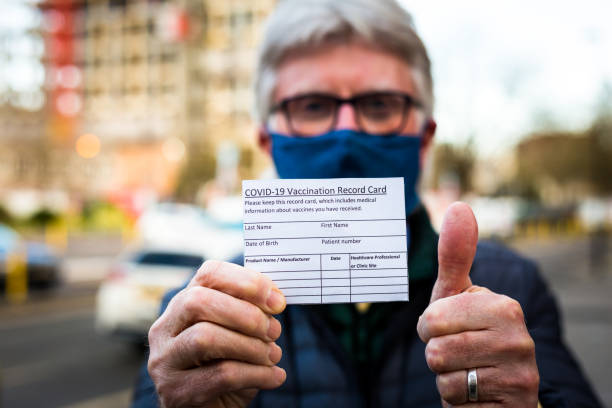 COVID-19 Vaccination Record Card
Please keep this record card, which includes medical
information about vaccines you have received.
Last Name First Name
Date of Birth Patient number
Product Name / Manufacturer Date Healthcare Professional
or Clinic Site